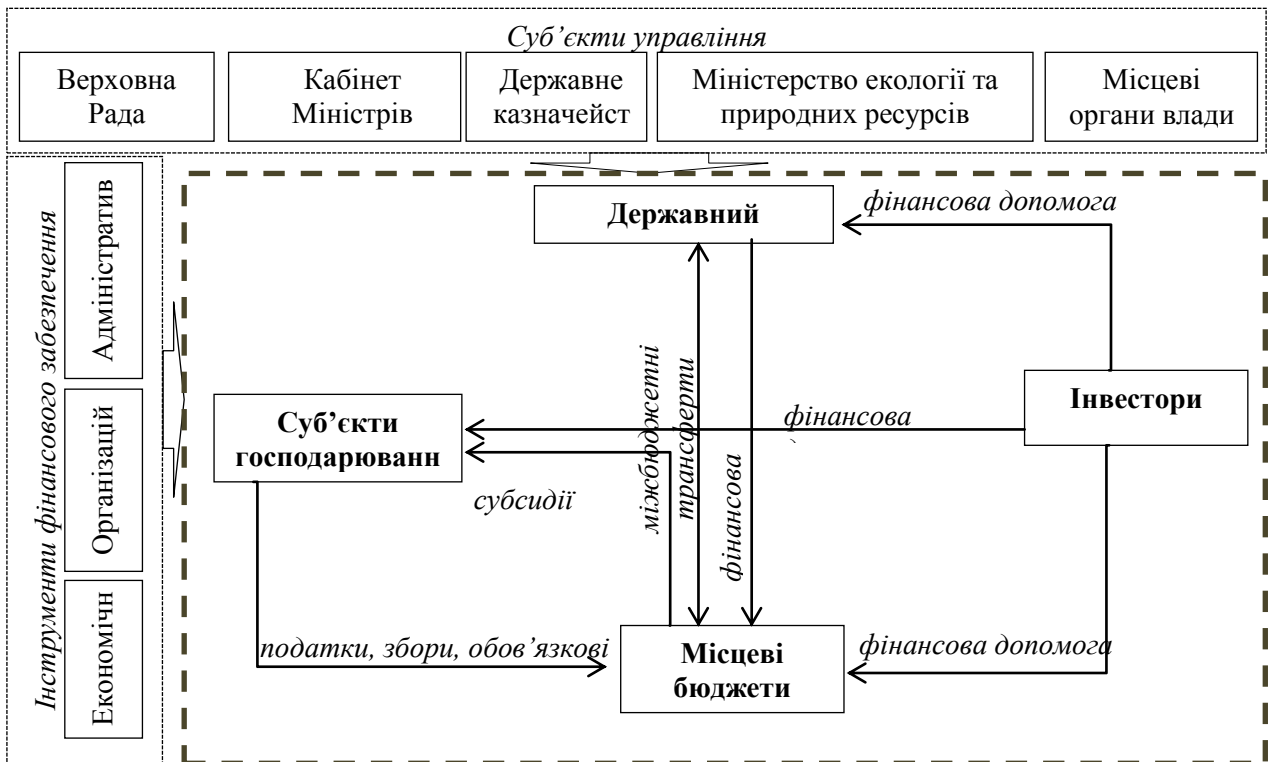 Суб’єкти управління
Верховна
Рада
Кабінет
Міністрів
Державне
казначейст
Міністерство екології та
природних ресурсів
Місцеві
органи влади
Інструменти фінансового забезпечення
Адміністратив
Організацій
Економічн
Державний
фінансова допомога
Інвестори
Суб’єкти
господарюванн
фінансова
субсидії
міжбюджетні
трансферти
фінансова
податки, збори, обов’язкові
Місцеві
бюджети
фінансова допомога